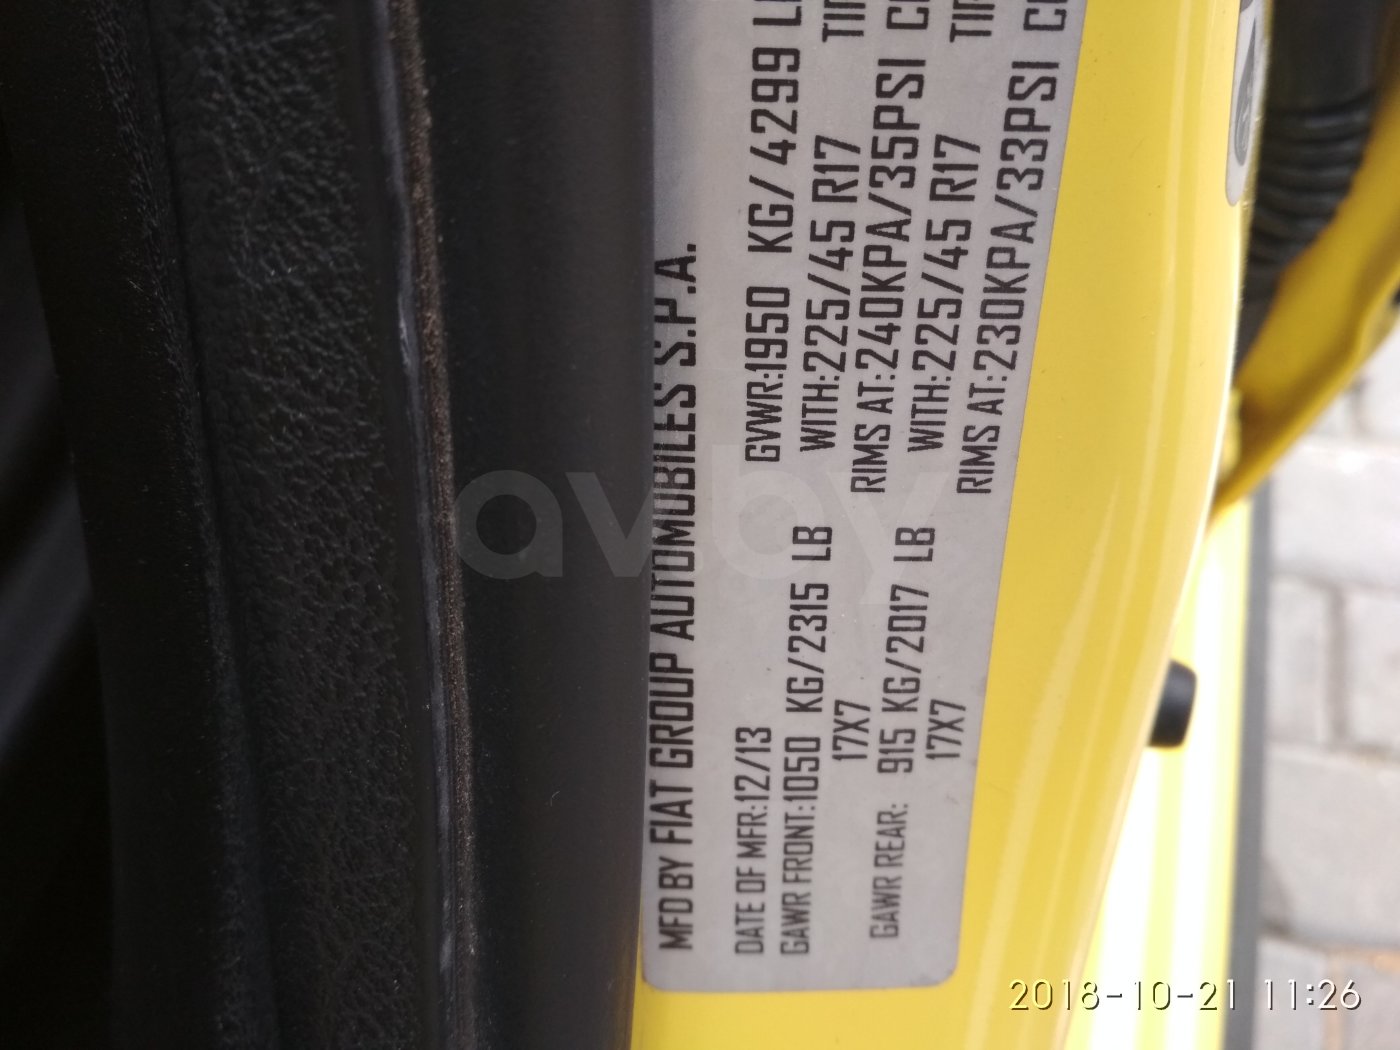 MFD BY FIAT GROUP AUTOMOBILES S.P.A.
DATE OF MFR:12/13 GVWR:1950 KG/ 4299
GAWR FRONT:1050 KG/2315 LB WITH:225/45 R17
17X7 RIMS AT:240KPA/35PSI
GAWR REAR: 915 KG/2017 LB WITH:225/45 R17
17X7 RIMS AT:230KPA/33PSI
av.by
2018-10-21 11:26